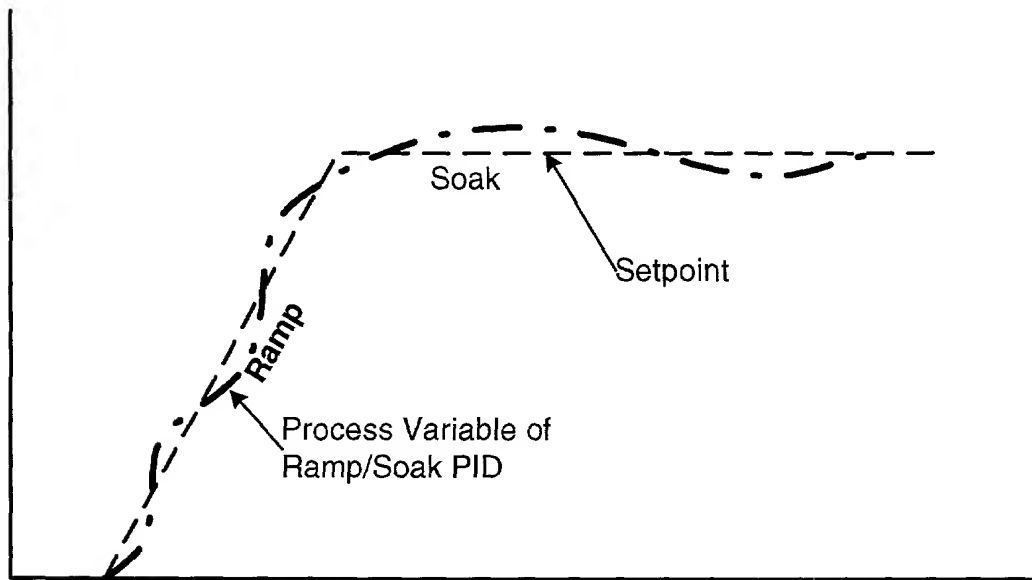 Soak
Setpoint
Ramp
Process Variable of
Ramp/Soak PID